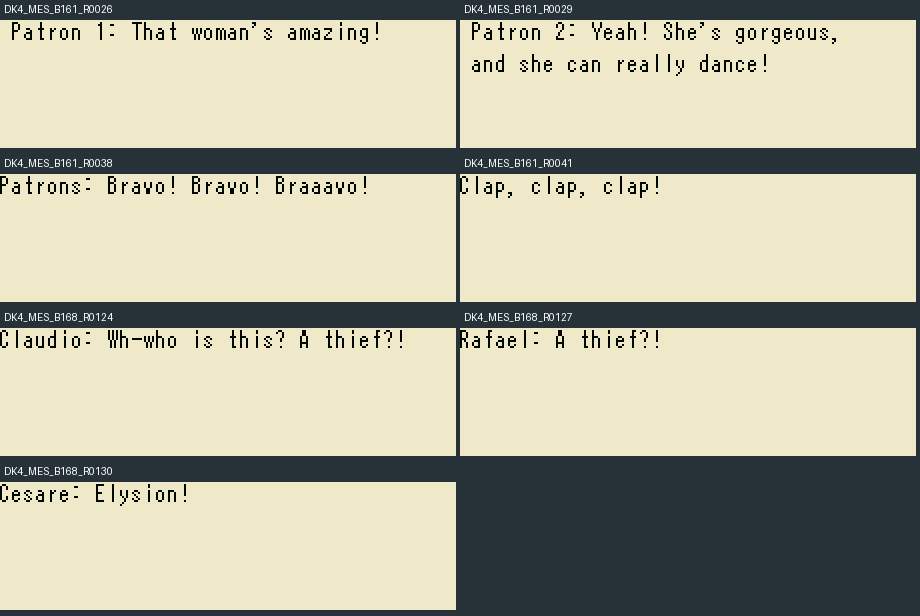 DK4_MES_B161_R0026
Patron 1: That woman's amazing!
DK4_MES_B161_R0029
Patron 2: Yeah! She's gorgeous,
and she can really dance!
DK4_MES_B161_R0038
Patrons: Bravo! Bravo! Braaavo!
DK4_MES_B161_R0041
Clap, clap, clap!
DK4_MES_B168_R0124
Claudio: Wh-who is this? A thief?!
DK4_MES_B168_R0127
Rafael: A thief?!
DK4_MES_B168_R0130
Cesare: Elysion!